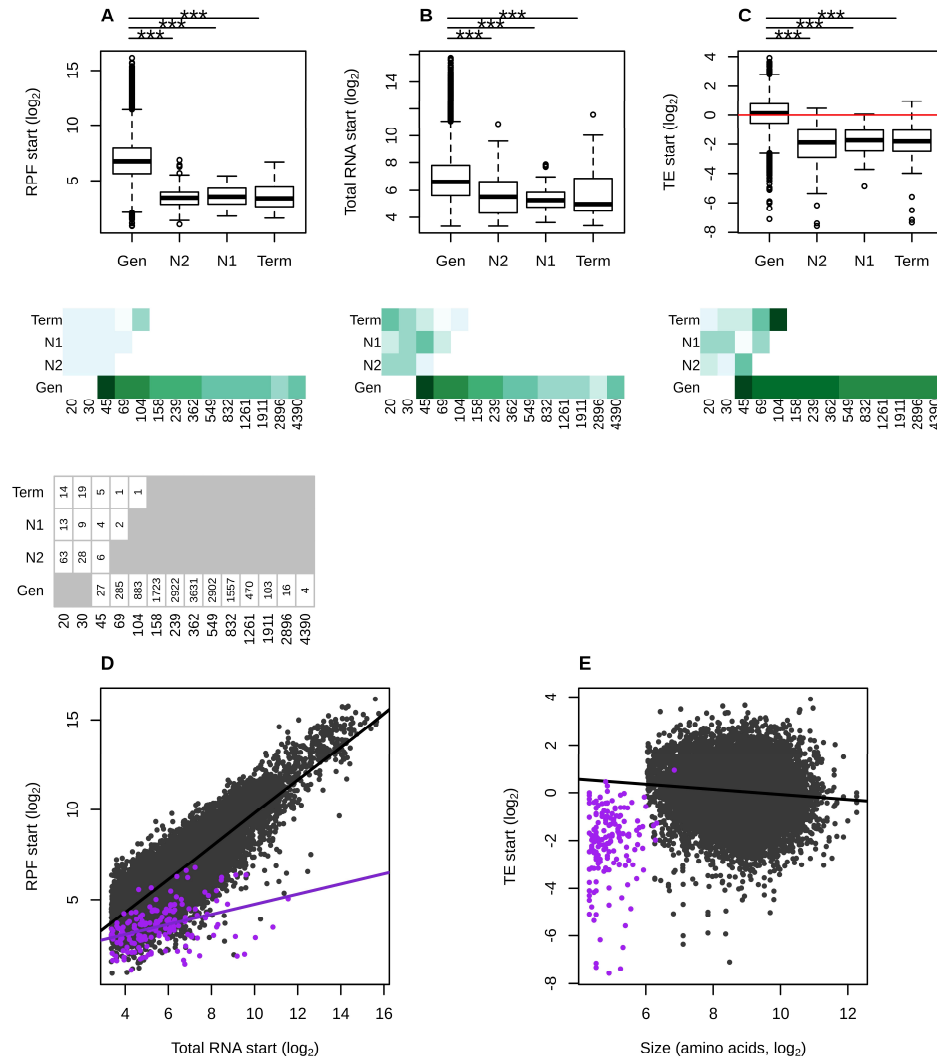 A
B
C
***
***
***
***
***
***
***
***
***
RPF start (log2)
15
10
5
Gen N2 N1 Term
Total RNA start (log2)
14
10
8
6
4
Gen N2 N1 Term
TE start (log2)
4
2
0
-2
-4
-6
-8
Gen N2 N1 Term
Term
N1
N2
Gen
20 30 45 69 104 158 239 362 549 832 1261 1911 2896 4390
Term
N1
N2
Gen
20 30 45 69 104 158 239 362 549 832 1261 1911 2896 4390
Term
N1
N2
Gen
20 30 45 69 104 158 239 362 549 832 1261 1911 2896 4390
Term 14 19 5 1 1
N1 13 9 4 2
N2 63 28 6
Gen 27 285 883 1723 2922 3631 2902 1557 470 103 16 4
20 30 45 69 104 158 239 362 549 832 1261 1911 2896 4390
D
RPF start (log2)
15
10
5
4 6 8 10 12 14 16
Total RNA start (log2)
E
TE start (log2)
4
2
0
-2
-4
-6
-8
6 8 10 12
Size (amino acids, log2)